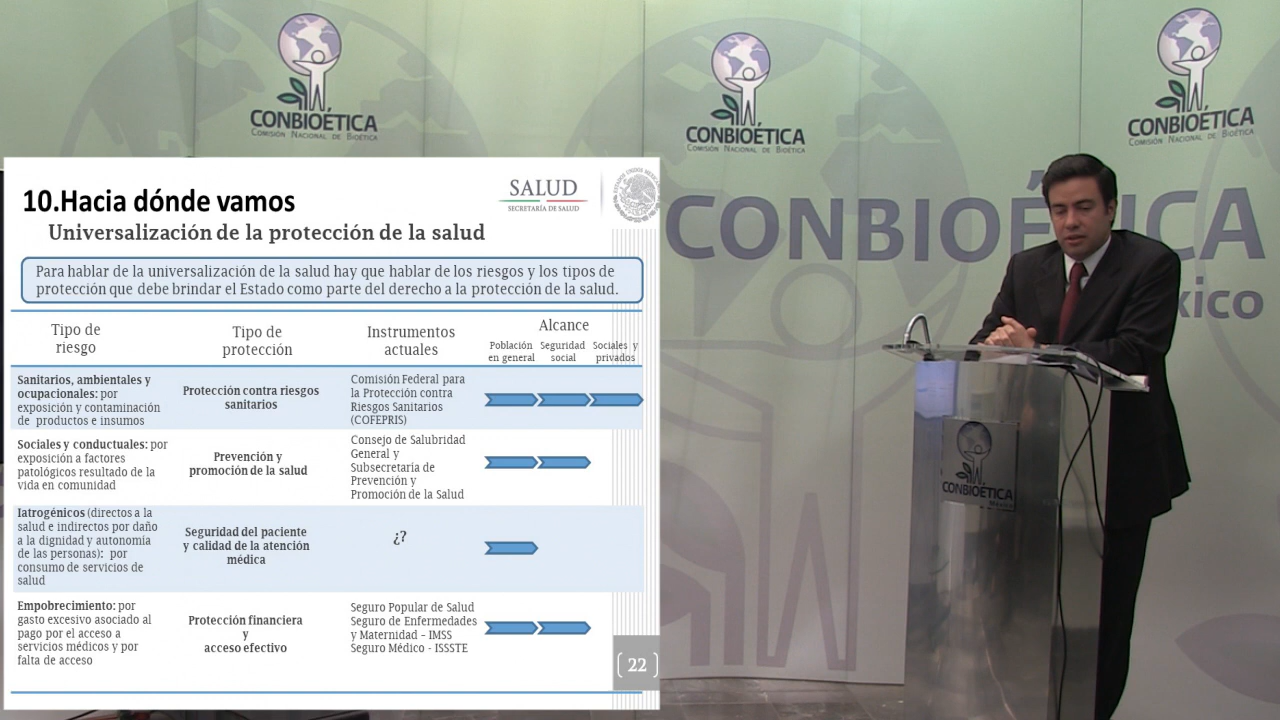 CONBIOÉTICA
COMISIÓN NACIONAL DE BIOÉTICA
CONBIOÉTICA
COMISIÓN NACIONAL DE BIOÉTICA
CONBIOÉTICA
COMISIÓN NACIONAL DE BIOÉTICA
10.Hacia dónde vamos
SALUD
SECRETARÍA DE SALUD
Universalización de la protección de la salud
Para hablar de la universalización de la salud hay que hablar de los riesgos y los tipos de
protección que debe brindar el Estado como parte del derecho a la protección de la salud.
Tipo de
riesgo
Tipo de
protección
Instrumentos
actuales
Alcance
Población
en general
Seguridad
social
Sociales y
privados
Sanitarios, ambientales y
ocupacionales: por
exposición y contaminación
de productos e insumos
Protección contra riesgos
sanitarios
Comisión Federal para
la Protección contra
Riesgos Sanitarios
(COFEPRIS)
Sociales y conductuales: por
exposición a factores
patológicos resultado de la
vida en comunidad
Prevención y
promoción de la salud
Consejo de Salubridad
General y
Subsecretaría de
Prevención y
Promoción de la Salud
Iatrogénicos (directos a la
salud e indirectos por daño
a la dignidad y autonomía
de las personas): por
consumo de servicios de
salud
Seguridad del paciente
y calidad de la atención
médica
¿?
Empobrecimiento: por
gasto excesivo asociado al
pago por el acceso a
servicios médicos y por
falta de acceso
Protección financiera
y
acceso efectivo
Seguro Popular de Salud
Seguro de Enfermedades
y Maternidad – IMSS
Seguro Médico - ISSSTE
22
CONBIOÉ ICA
xico
CONBIOÉTICA
México